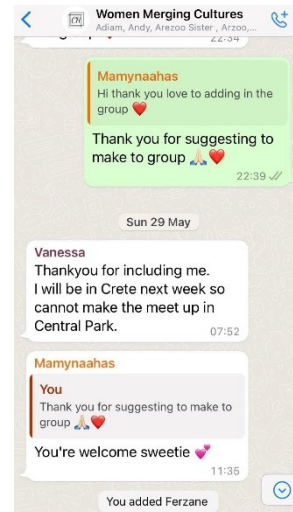 Women Merging Cultures
Adiam, Andy, Arezoo Sister , Arzoo,...
22:34
Mamynaahas
Hi thank you love to adding in the
group ❤️
Thank you for suggesting to
make to group 🙏🏻❤️
22:39
Sun 29 May
Vanessa
Thankyou for including me.
I will be in Crete next week so
cannot make the meet up in
Central Park.
07:52
Mamynaahas
You
Thank you for suggesting to make to
group 🙏🏻❤️
You're welcome sweetie 💕
11:35
You added Ferzane